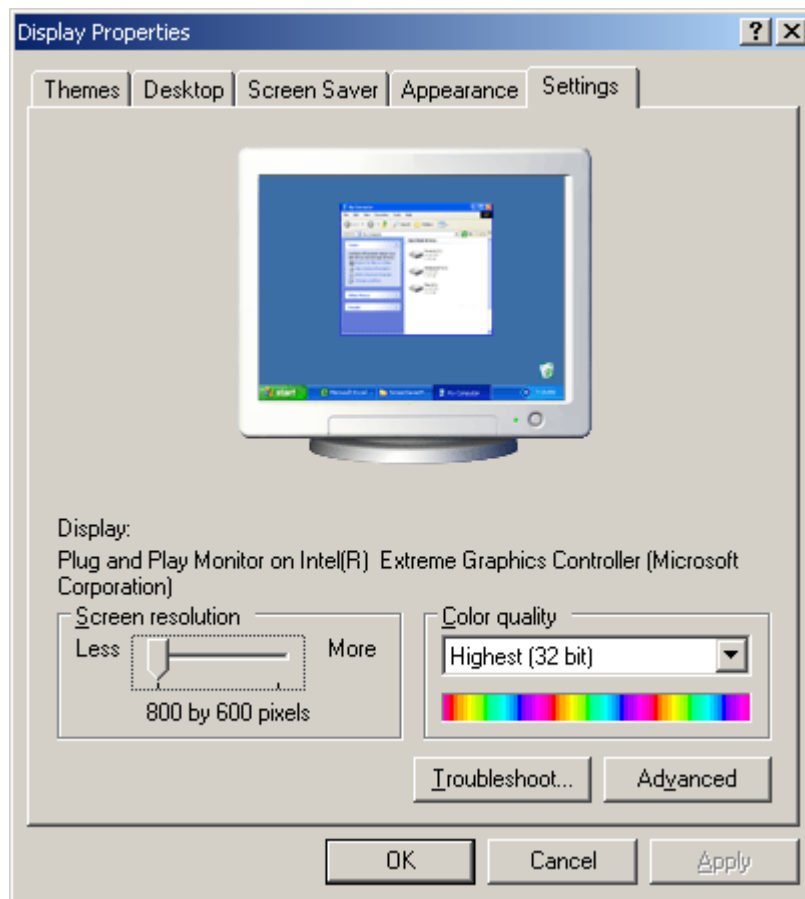 Display Properties
Themes Desktop Screen Saver Appearance Settings
start
Display:
Plug and Play Monitor on Intel(R) Extreme Graphics Controller (Microsoft
Corporation)
Screen resolution
Less More
800 by 600 pixels
Color quality
Highest (32 bit)
Troubleshoot... Advanced
OK Cancel Apply